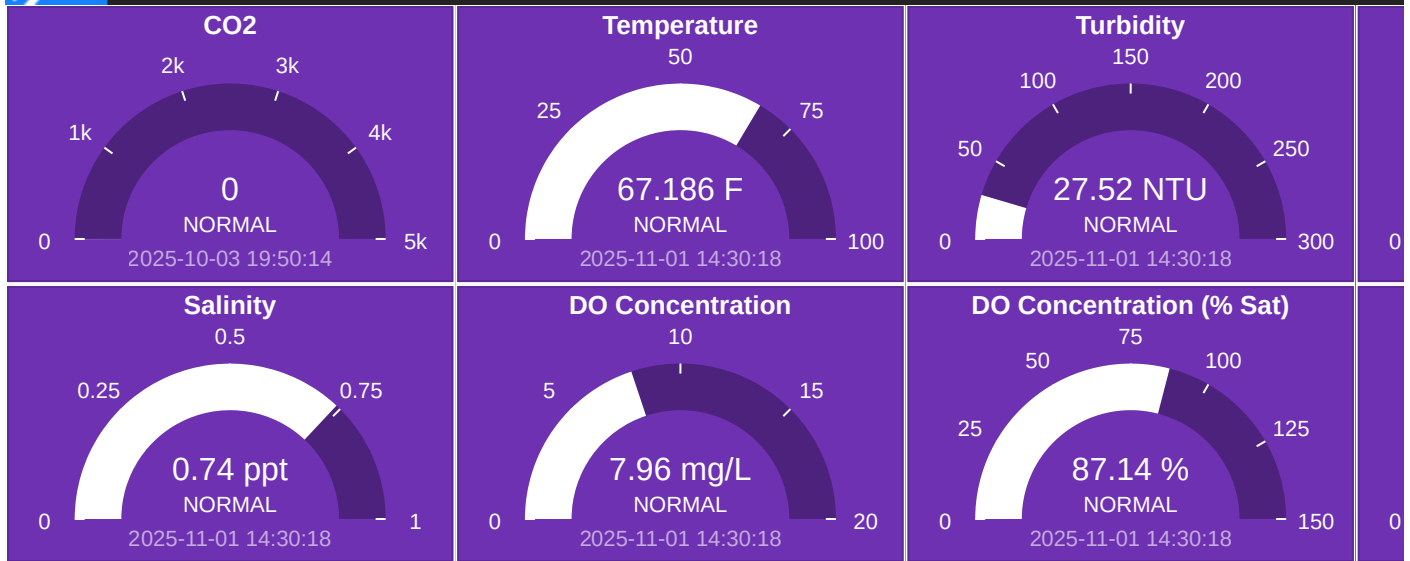 CO2
2k
3k
1k
4k
0
NORMAL
0
5k
2025-10-03 19:50:14
Temperature
50
25
75
67.186 F
NORMAL
0
100
2025-11-01 14:30:18
Turbidity
150
100
200
50
250
27.52 NTU
NORMAL
0
300
2025-11-01 14:30:18
0
Salinity
0.5
0.25
0.75
0.74 ppt
NORMAL
0
1
2025-11-01 14:30:18
DO Concentration
10
5
15
7.96 mg/L
NORMAL
0
20
2025-11-01 14:30:18
DO Concentration (% Sat)
75
50
100
25
125
87.14 %
NORMAL
0
150
2025-11-01 14:30:18
0